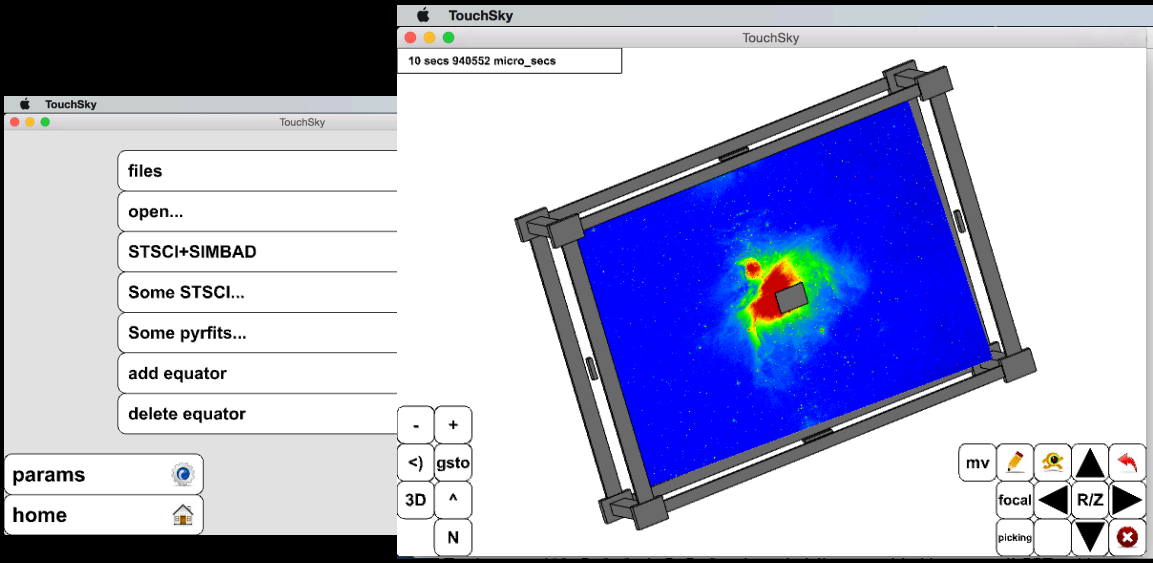 TouchSky
TouchSky
files
open...
STSCI+SIMBAD
Some STSCI...
Some pyrfits...
add equator
delete equator
params
home
TouchSky
TouchSky
10 secs 940552 micro_secs
- +
<) gsto
3D ^
N
mv
focal R/Z
picking